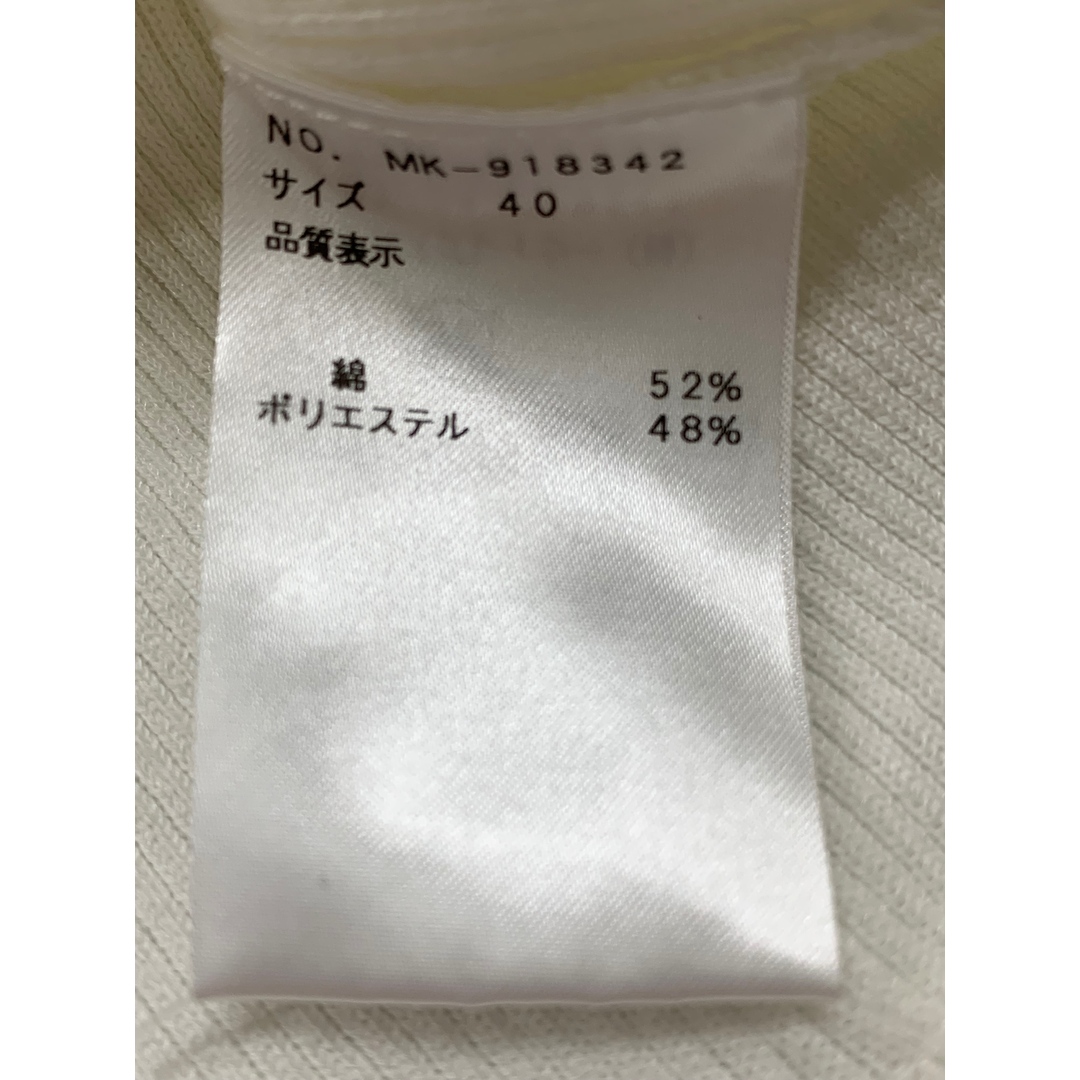 NO. MK-918342
サイズ 40
品質表示
綿 52%
ポリエステル 48%